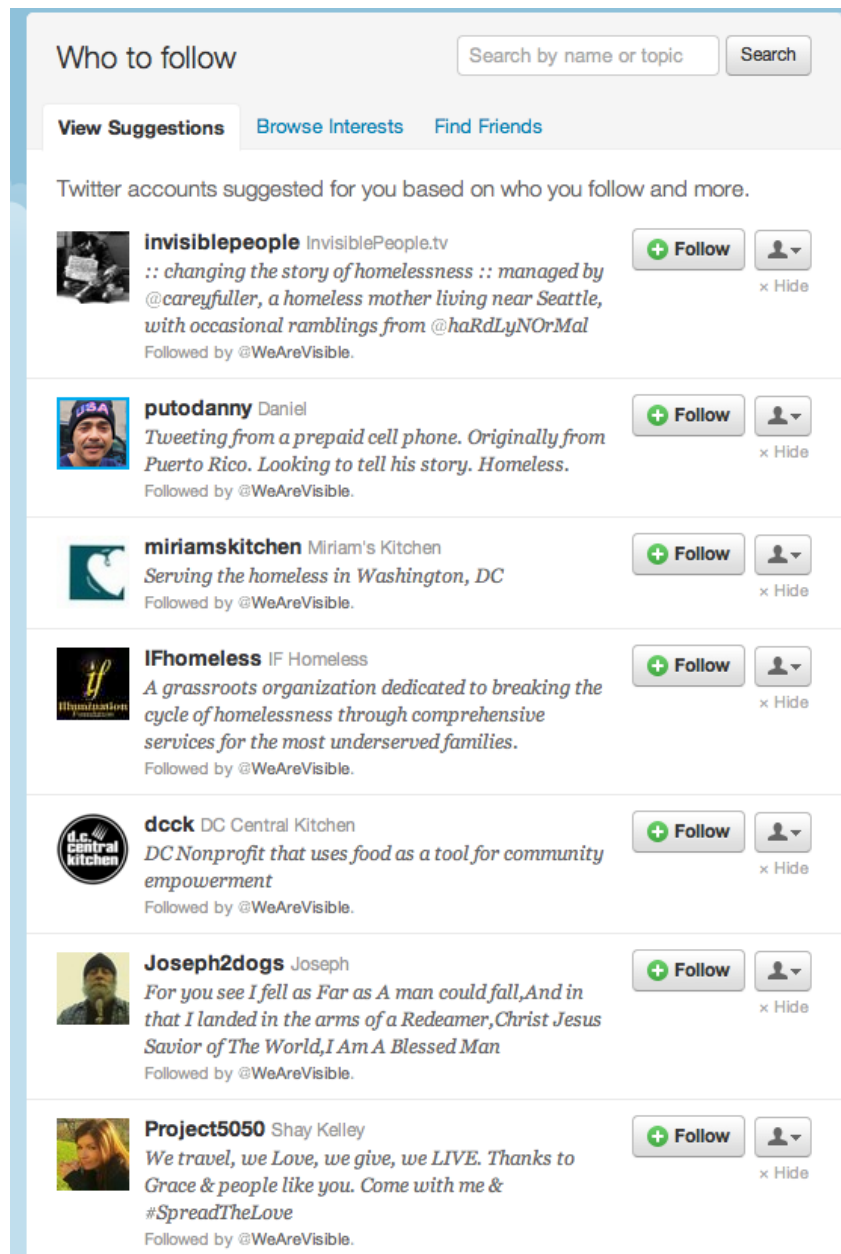 Who to follow
Search by name or topic
Search
View Suggestions
Browse Interests
Find Friends
Twitter accounts suggested for you based on who you follow and more.
invisiblepeople InvisiblePeople.tv
:: changing the story of homelessness :: managed by
@careyfuller, a homeless mother living near Seattle,
with occasional ramblings from @haRdLyNOrMal
Followed by @WeAreVisible.
Follow
× Hide
putodanny Daniel
Tweeting from a prepaid cell phone. Originally from
Puerto Rico. Looking to tell his story. Homeless.
Followed by @WeAreVisible.
Follow
× Hide
USA
miriamskitchen Miriam's Kitchen
Serving the homeless in Washington, DC
Followed by @WeAreVisible.
Follow
× Hide
IFhomeless IF Homeless
A grassroots organization dedicated to breaking the
cycle of homelessness through comprehensive
services for the most underserved families.
Followed by @WeAreVisible.
Follow
× Hide
if
Illumination
Foundation
dcck DC Central Kitchen
DC Nonprofit that uses food as a tool for community
empowerment
Followed by @WeAreVisible.
Follow
× Hide
d.c.
central
kitchen
Joseph2dogs Joseph
For you see I fell as Far as A man could fall,And in
that I landed in the arms of a Redeemer,Christ Jesus
Savior of The World,I Am A Blessed Man
Followed by @WeAreVisible.
Follow
× Hide
Project5050 Shay Kelley
We travel, we Love, we give, we LIVE. Thanks to
Grace & people like you. Come with me &
#SpreadTheLove
Followed by @WeAreVisible.
Follow
× Hide